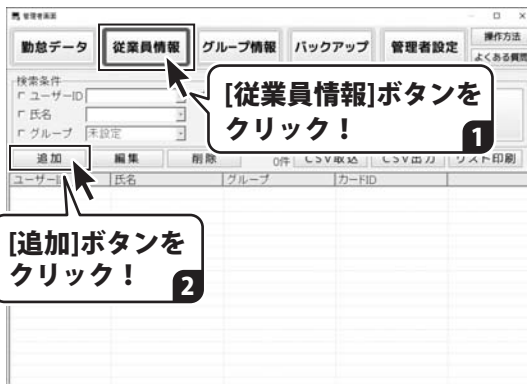 管理者画面
勤怠データ 従業員情報 グループ情報 バックアップ 管理者設定 操作方法
よくある質問
検索条件
ユーザーID
氏名
グループ 未設定
[従業員情報]ボタンを
クリック！
1
追加 編集 削除 0件 CSV取込 CSV出力 リスト印刷
ユーザーID 氏名 グループ カードID
[追加]ボタンを
クリック！
2